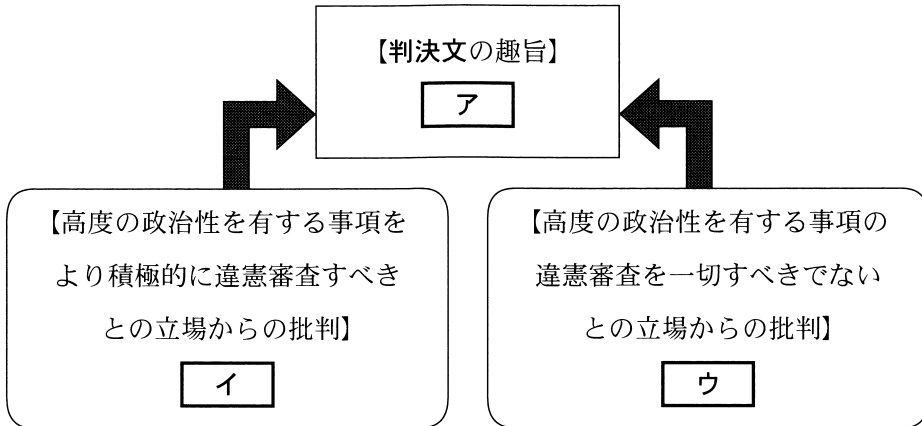 【判決文の趣旨】
ア
【高度の政治性を有する事項を
より積極的に違憲審査すべき
との立場からの批判】
イ
【高度の政治性を有する事項の
違憲審査を一切すべきでない
との立場からの批判】
ウ